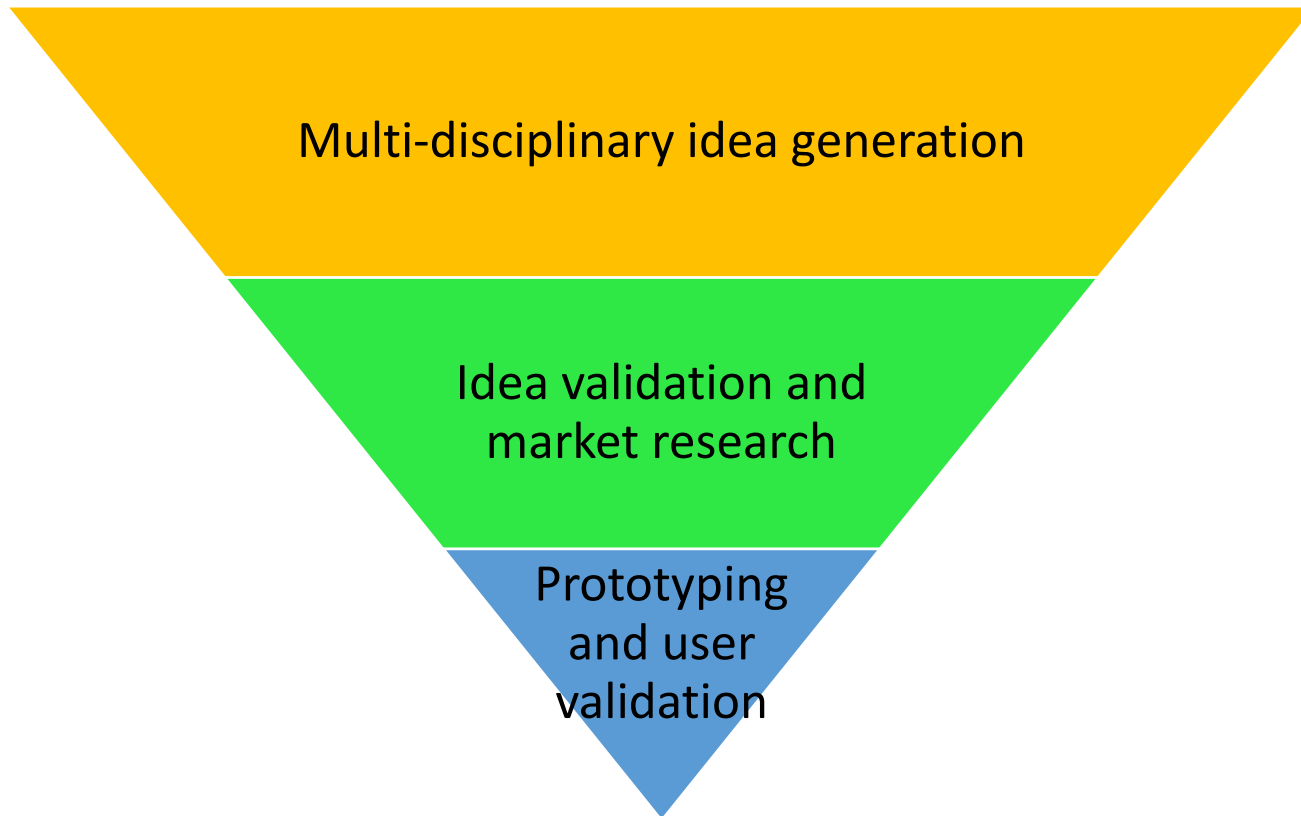 Multi-disciplinary idea generation
Idea validation and
market research
Prototyping
and user
validation